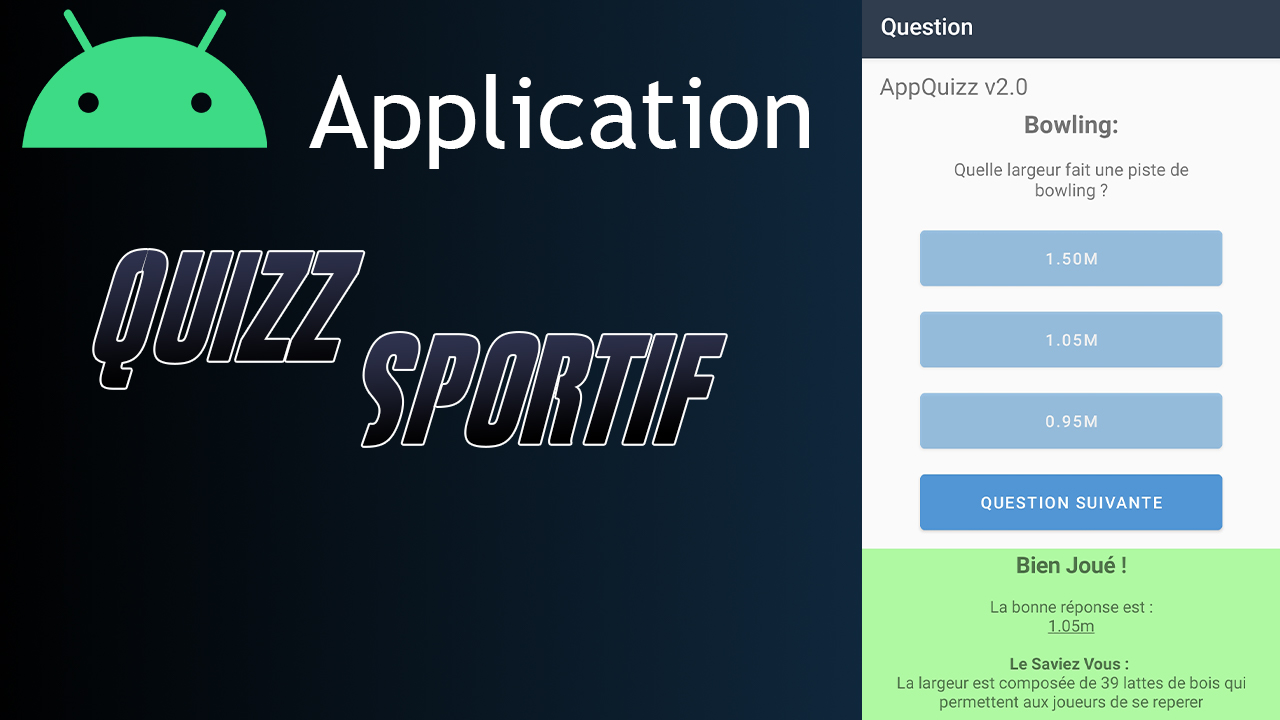 Application
QUIZZ
SPORTIF
Question
AppQuizz v2.0
Bowling:
Quelle largeur fait une piste de
bowling ?
1.50M
1.05M
0.95M
QUESTION SUIVANTE
Bien Joué !
La bonne réponse est :
1.05m
Le Saviez Vous :
La largeur est composée de 39 lattes de bois qui
permettent aux joueurs de se reperer